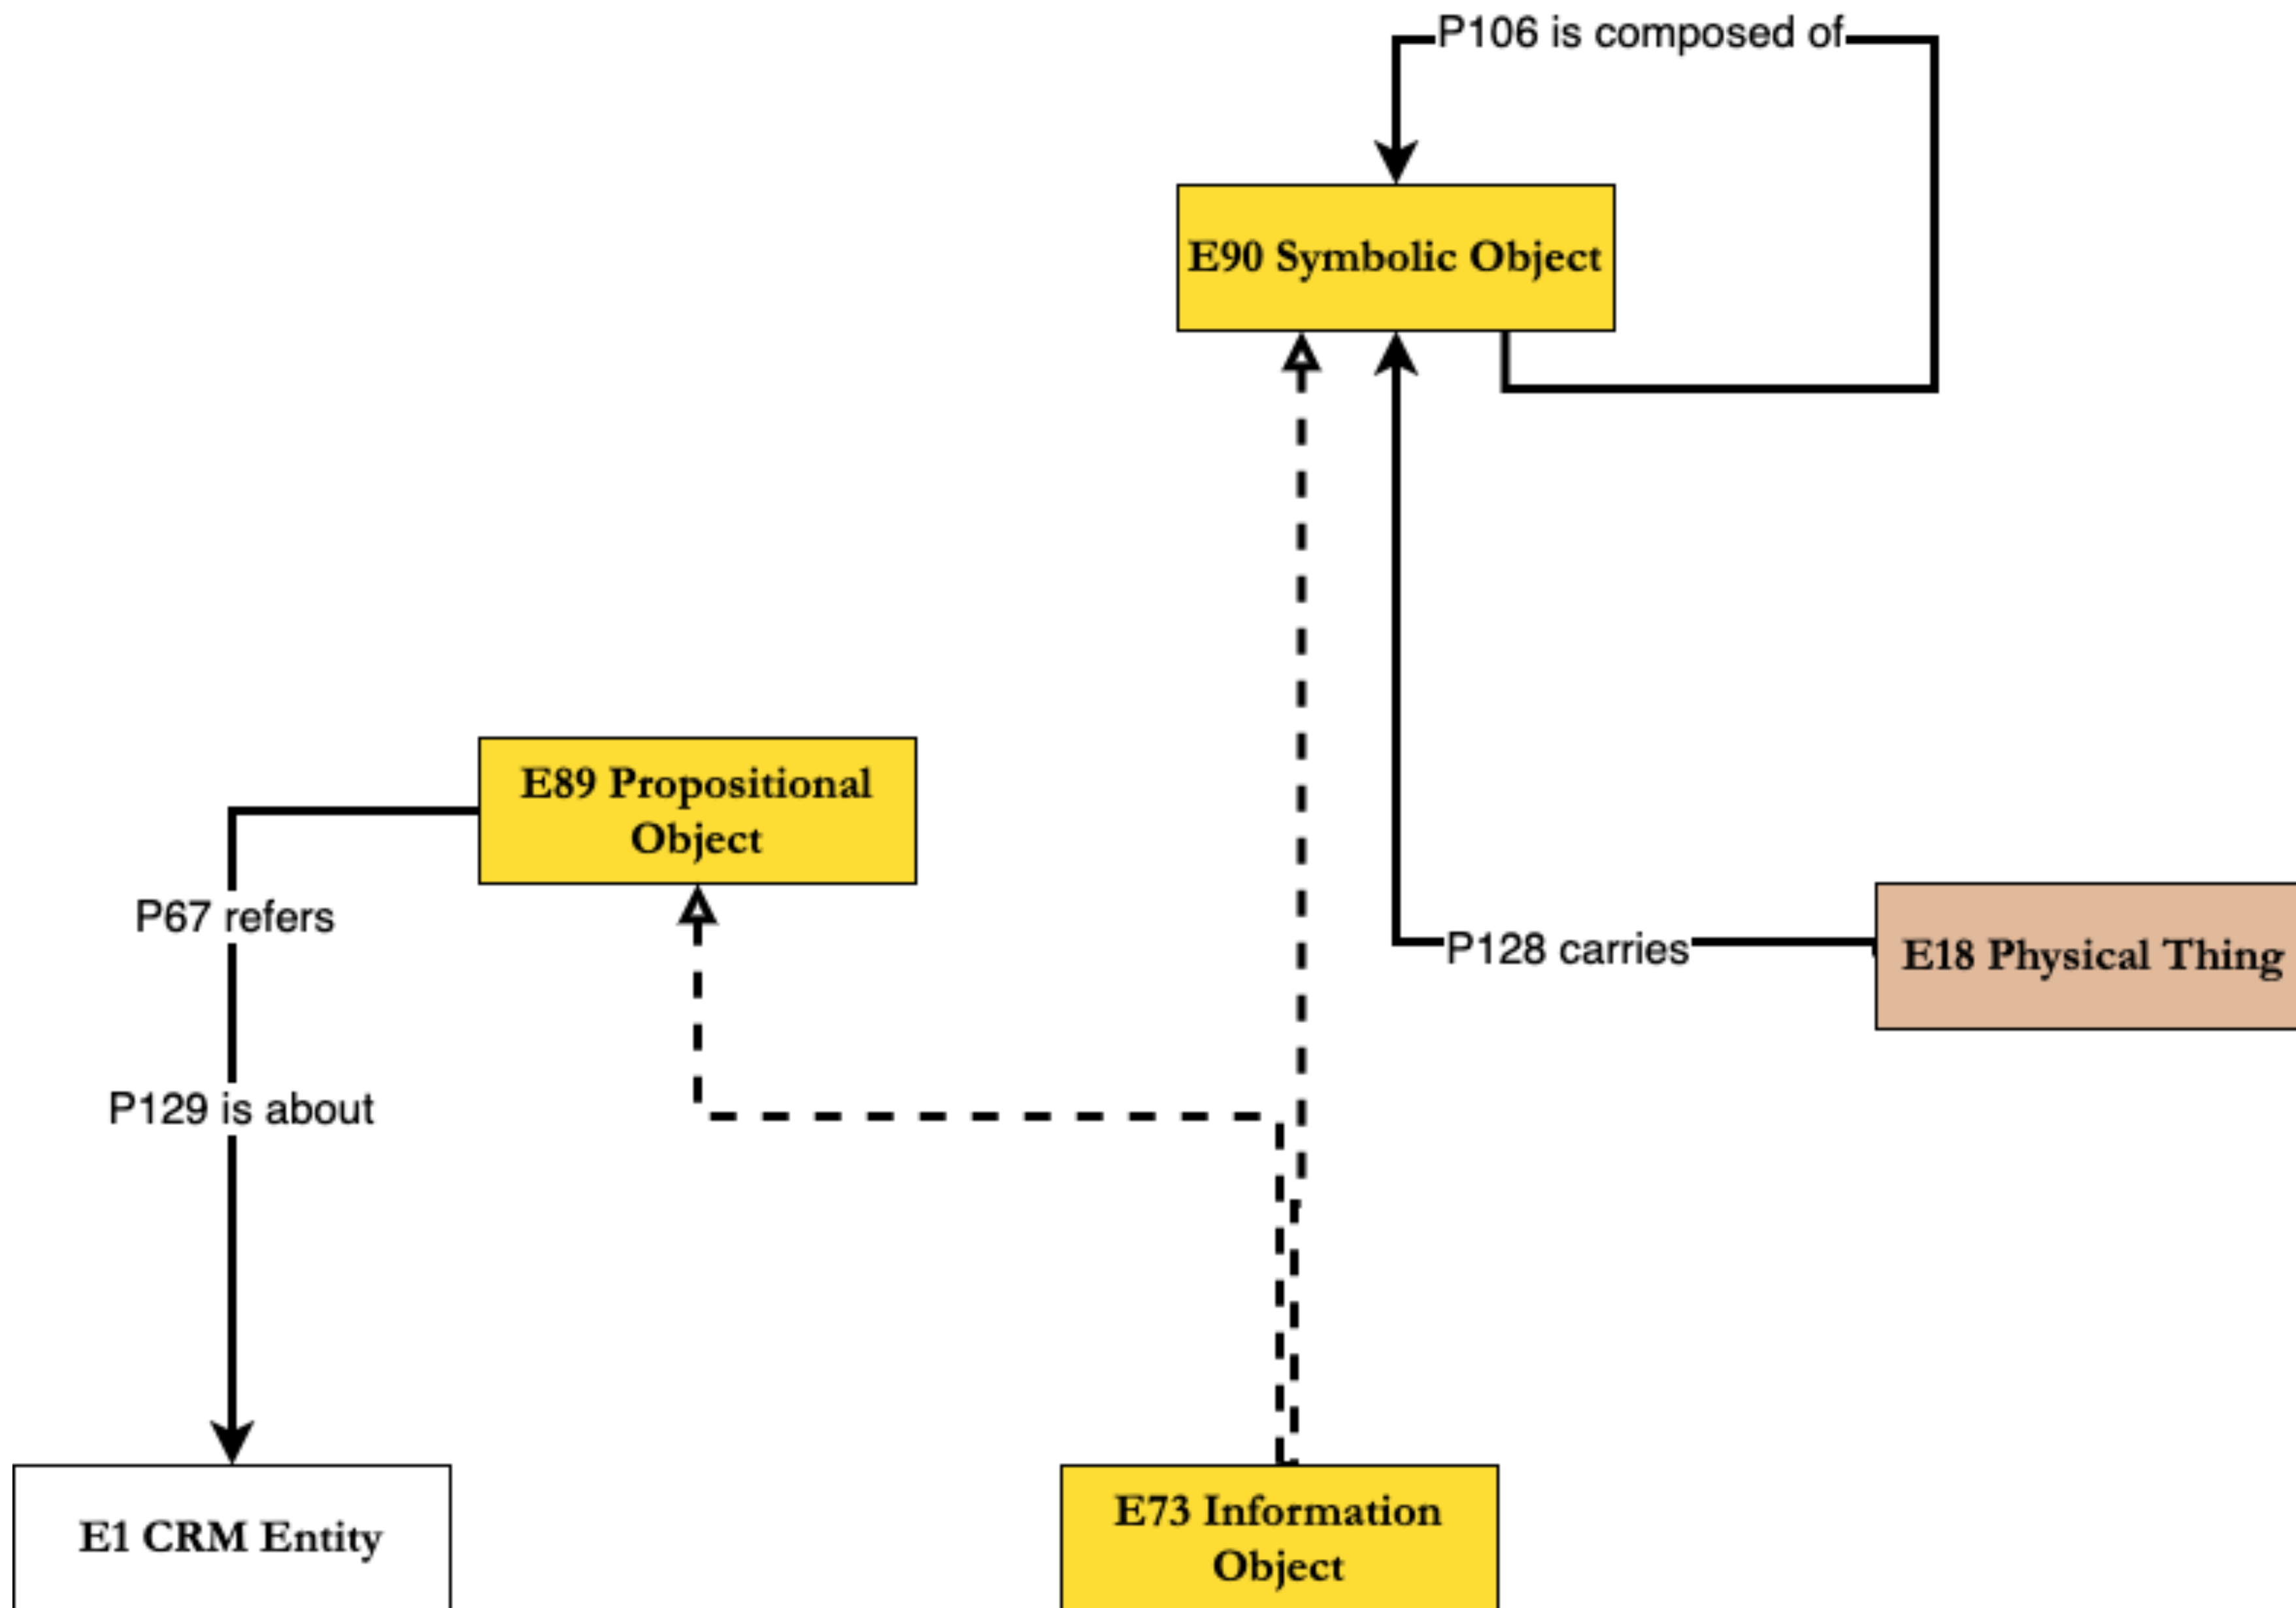 P106 is composed of
E90 Symbolic Object
E89 Propositional
Object
P67 refers
P128 carries
E18 Physical Thing
P129 is about
E1 CRM Entity
E73 Information
Object